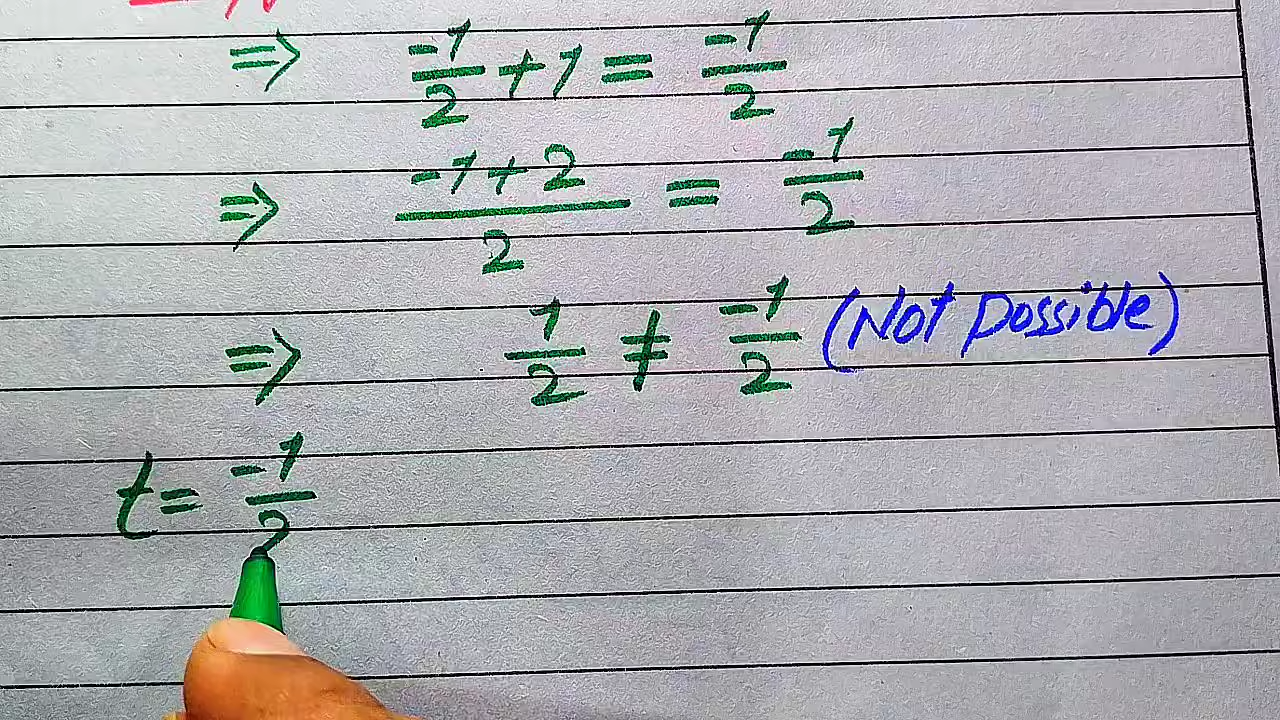 ⇒ -1/2 + 1 = -1/2
⇒ (-1+2)/2 = -1/2
⇒ 1/2 ≠ -1/2 (Not possible)
t = -1/2